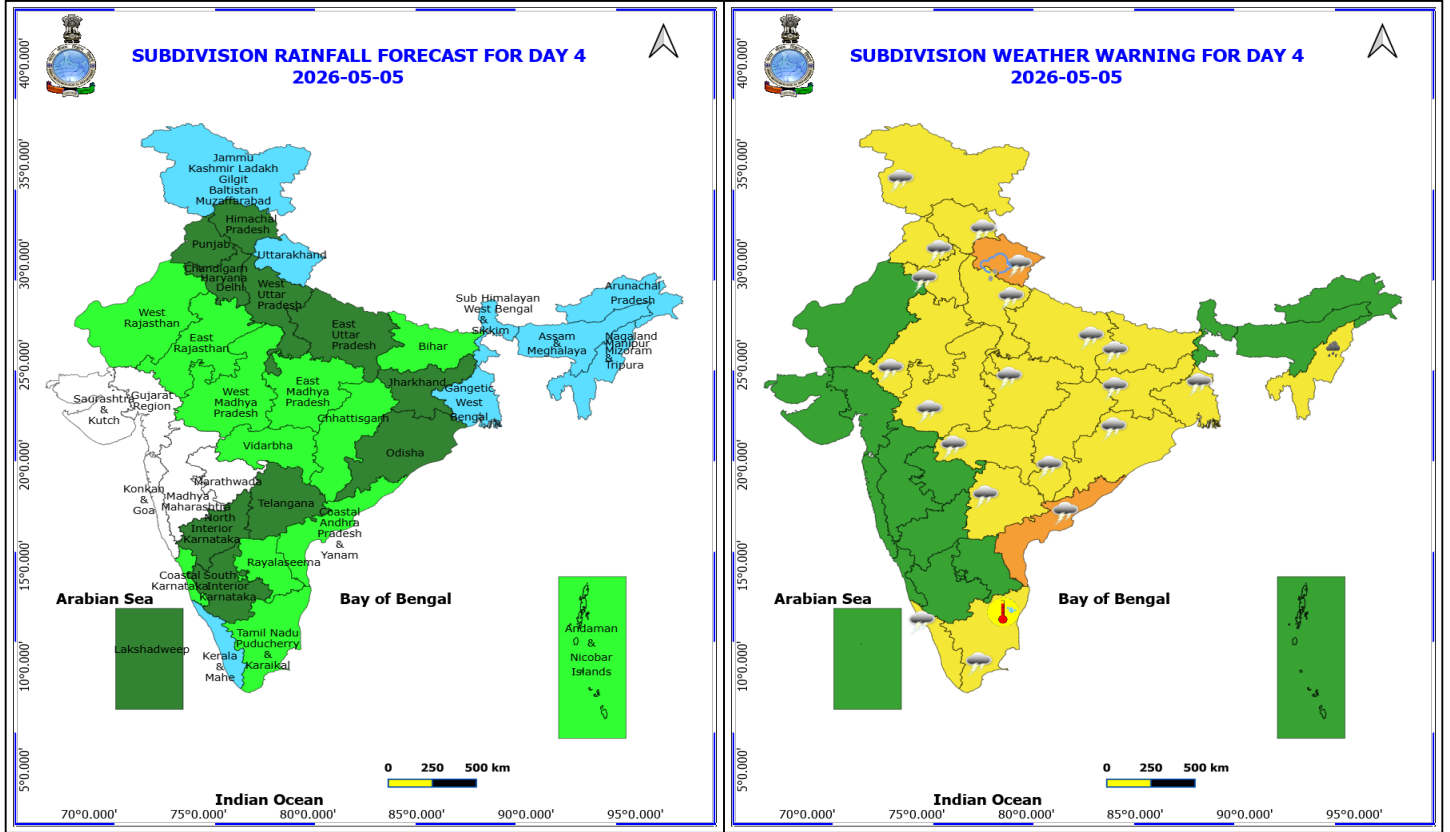 SUBDIVISION RAINFALL FORECAST FOR DAY 4
2026-05-05
40°0.000'
35°0.000'
30°0.000'
25°0.000'
20°0.000'
15°0.000'
10°0.000'
5°0.000'
Jammu
Kashmir Ladakh
Gilgit
Baltistan
Muzaffarabad
Himachal
Pradesh
Punjab
Uttarakhand
Chandigarh
Haryana
Delhi
West
Uttar
Pradesh
Arunachal
Pradesh
Sub Himalayan
West Bengal
&
Sikkim
West
Rajasthan
East
Rajasthan
East
Uttar
Pradesh
Bihar
Assam
&
Meghalaya
Nagaland
Manipur
Mizoram
&
Tripura
Jharkhand
Gangetic
West
Bengal
Saurashtra
&
Kutch
Gujarat
Region
West
Madhya
Pradesh
East
Madhya
Pradesh
Chhattisgarh
Vidarbha
Odisha
Konkan
&
Goa
Madhya
Maharashtra
Marathwada
Telangana
North
Interior
Karnataka
Coastal
Andhra
Pradesh
&
Yanam
Rayalaseema
Coastal
Karnataka
South
Interior
Karnataka
Arabian Sea
Bay of Bengal
Lakshadweep
Kerala
&
Mahe
Tamil Nadu
Puducherry
&
Karaikal
Andaman
&
Nicobar
Islands
0 250 500 km
Indian Ocean
70°0.000' 75°0.000' 80°0.000' 85°0.000' 90°0.000' 95°0.000'
SUBDIVISION WEATHER WARNING FOR DAY 4
2026-05-05
40°0.000'
35°0.000'
30°0.000'
25°0.000'
20°0.000'
15°0.000'
10°0.000'
5°0.000'
Arabian Sea
Bay of Bengal
0 250 500 km
Indian Ocean
70°0.000' 75°0.000' 80°0.000' 85°0.000' 90°0.000' 95°0.000'